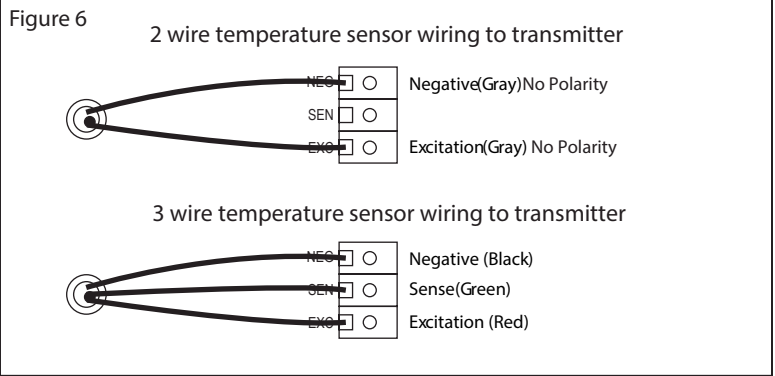 Figure 6
2 wire temperature sensor wiring to transmitter
NEG
Negative(Gray)No Polarity
SEN
EXC
Excitation(Gray) No Polarity
3 wire temperature sensor wiring to transmitter
NEG
Negative (Black)
SEN
Sense(Green)
EXC
Excitation (Red)